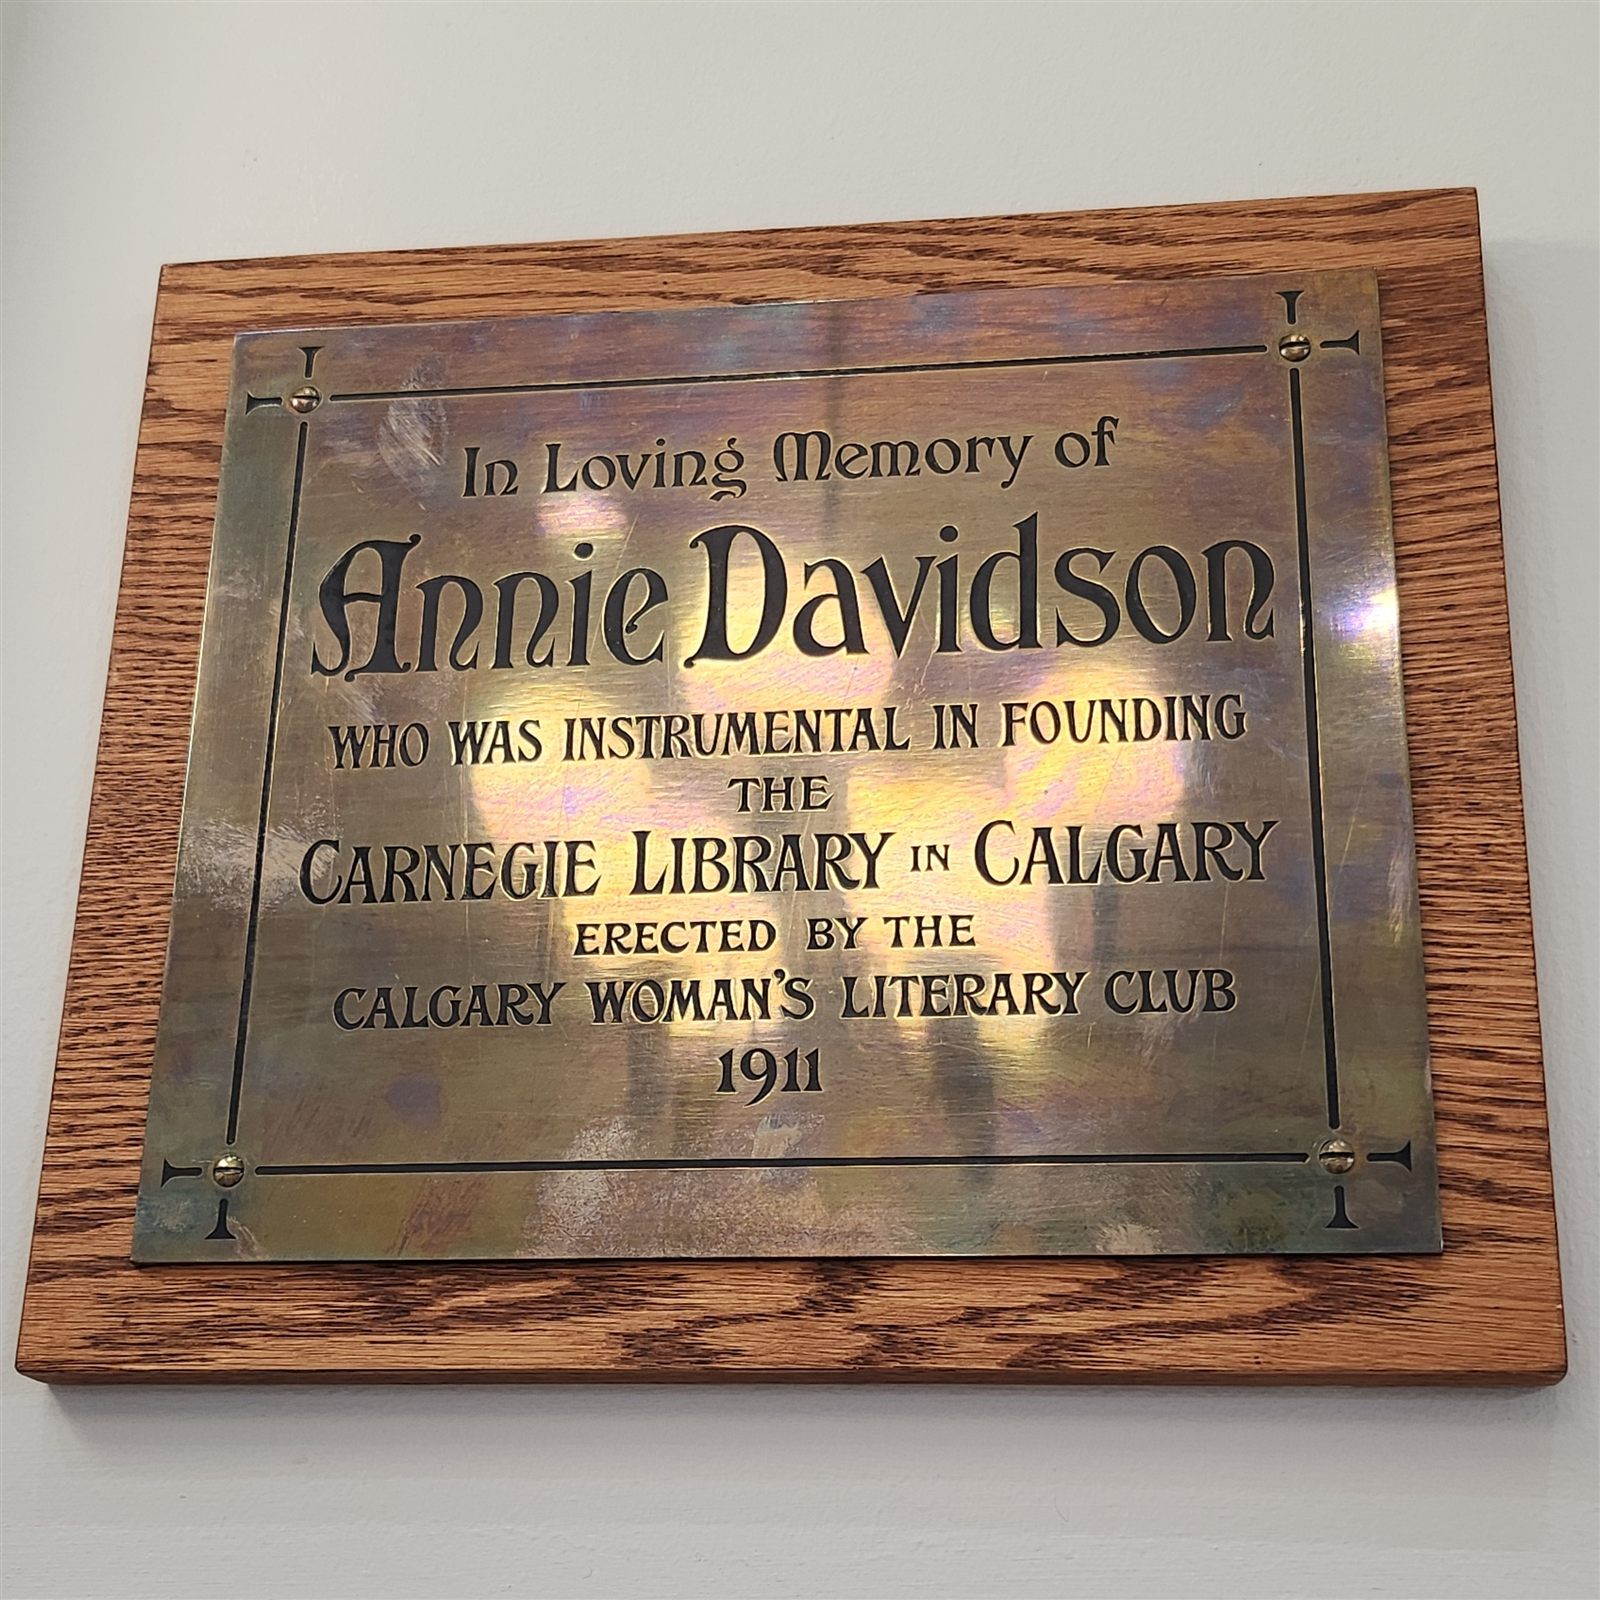 In Loving Memory of
Annie Davidson
WHO WAS INSTRUMENTAL IN FOUNDING
THE
CARNEGIE LIBRARY IN CALGARY
ERECTED BY THE
CALGARY WOMAN'S LITERARY CLUB
1911